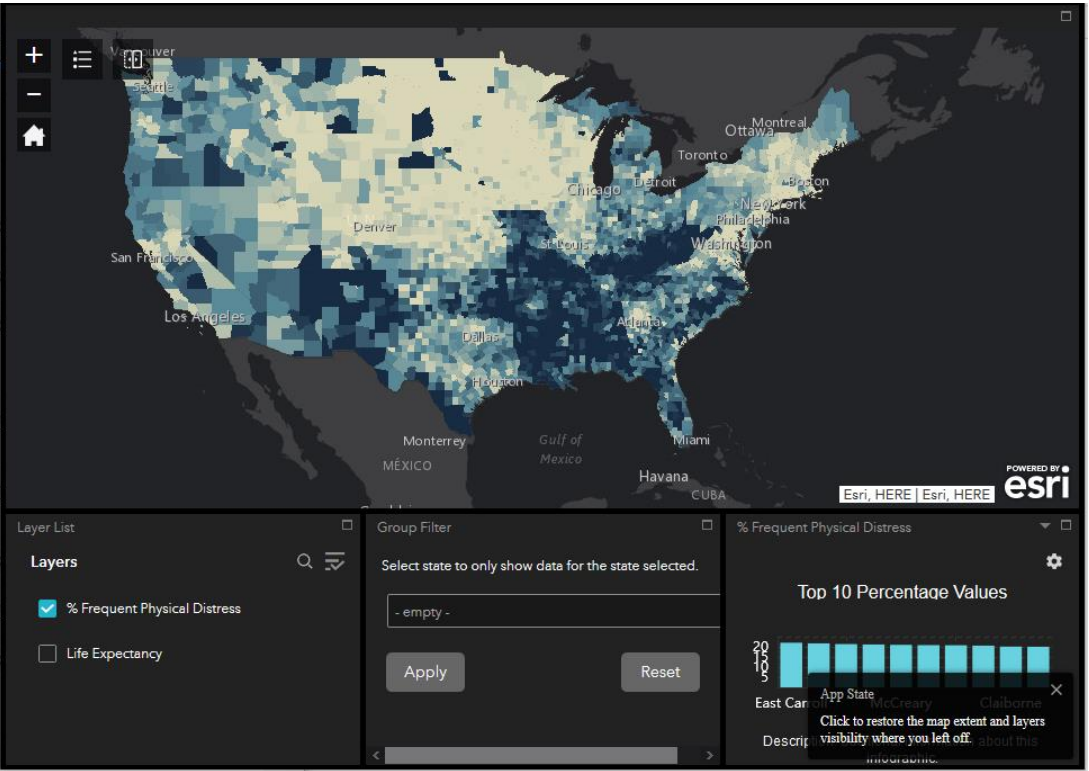 Vancouver
Seattle
Montreal
Ottawa
Toronto
Chicago
Detroit
Boston
New York
Philadelphia
Denver
St Louis
Washington
San Francisco
Los Angeles
Atlanta
Dallas
Houston
Monterrey
Gulf of
Mexico
Miami
MÉXICO
Havana
CUBA
POWERED BY
esri
Esri, HERE | Esri, HERE
Layer List
Layers
% Frequent Physical Distress
Life Expectancy
Group Filter
Select state to only show data for the state selected.
- empty -
Apply
Reset
% Frequent Physical Distress
Top 10 Percentage Values
20
15
10
5
East Carroll
McCreary
Claiborne
App State
Click to restore the map extent and layers
visibility where you left off.
about this
infographic.